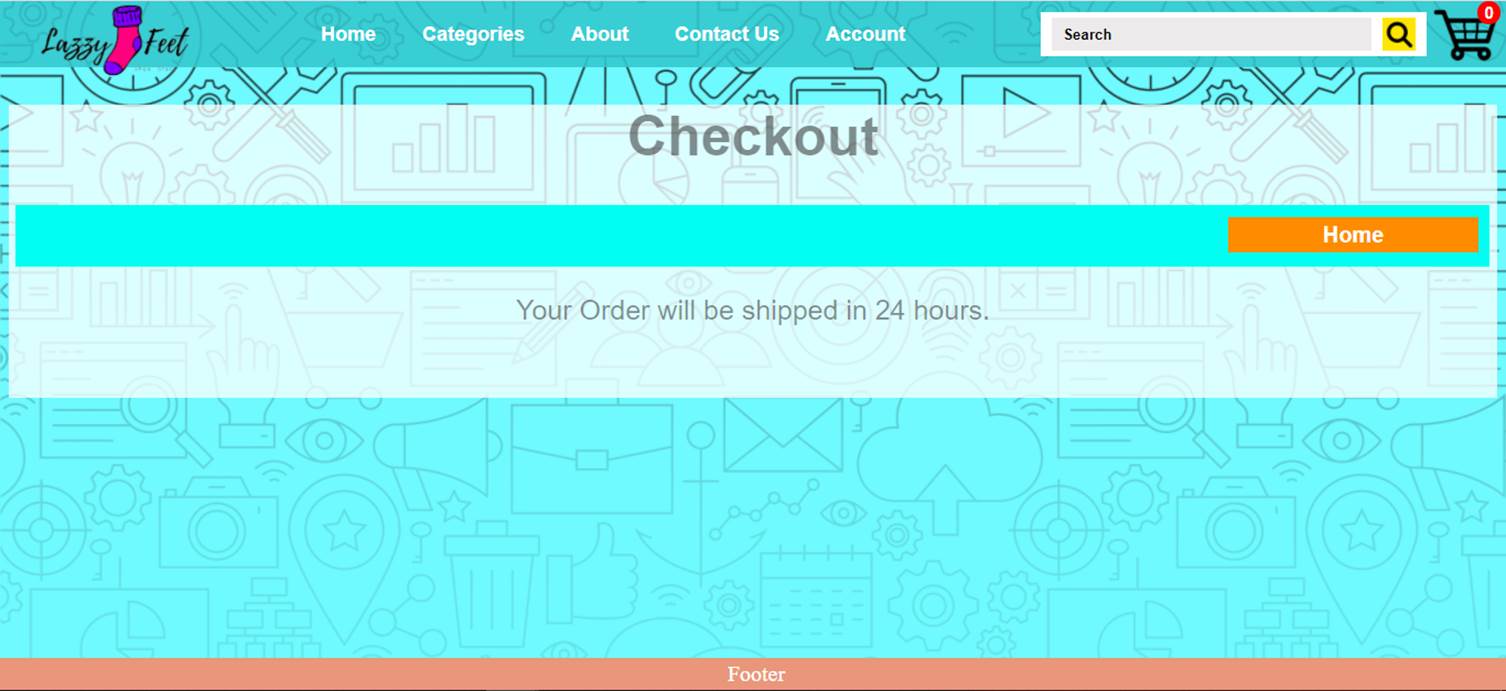 Lazzy Feet
Home Categories About Contact Us Account
Search
0
Checkout
Home
Your Order will be shipped in 24 hours.
Footer